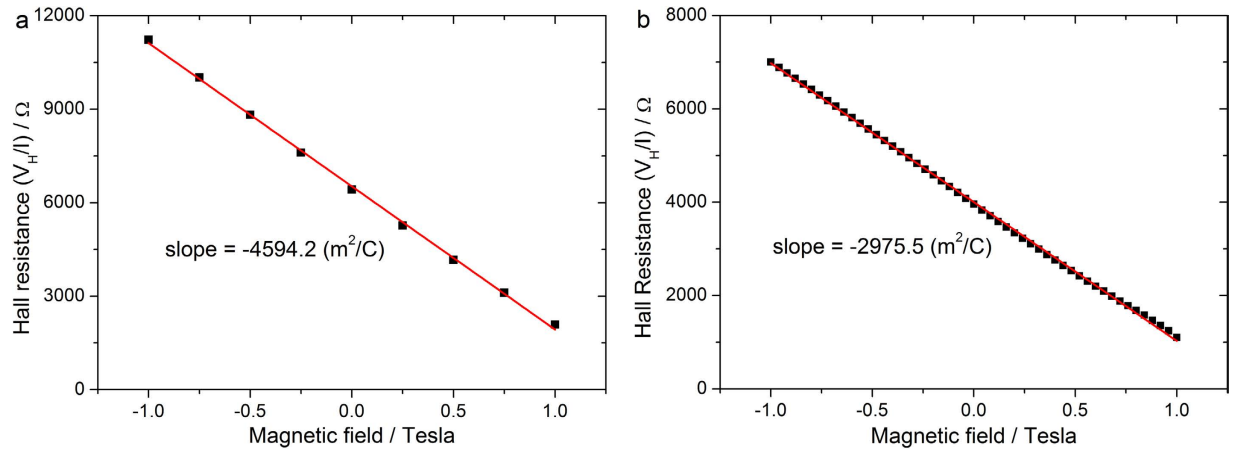 a
12000
9000
6000
3000
0
Hall resistance (V_H/I) / Ω
slope = -4594.2 (m²/C)
-1.0 -0.5 0.0 0.5 1.0
Magnetic field / Tesla
b
8000
6000
4000
2000
0
Hall Resistance (V_H/I) / Ω
slope = -2975.5 (m²/C)
-1.0 -0.5 0.0 0.5 1.0
Magnetic field / Tesla